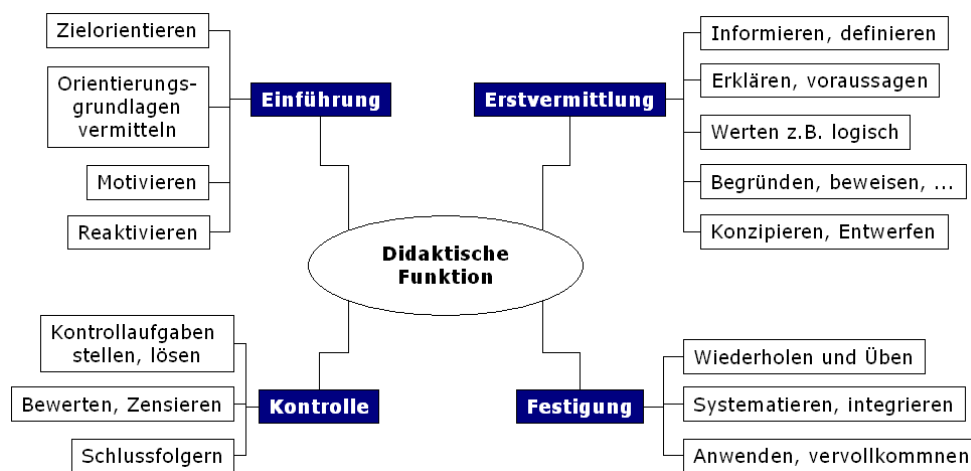 Zielorientieren
Orientierungs-
grundlagen
vermitteln
Motivieren
Reaktivieren
Einführung
Erstvermittlung
Informieren, definieren
Erklären, voraussagen
Werten z.B. logisch
Begründen, beweisen, ...
Konzipieren, Entwerfen
Didaktische
Funktion
Kontrollaufgaben
stellen, lösen
Bewerten, Zensieren
Schlussfolgern
Kontrolle
Festigung
Wiederholen und Üben
Systematieren, integrieren
Anwenden, vervollkommnen